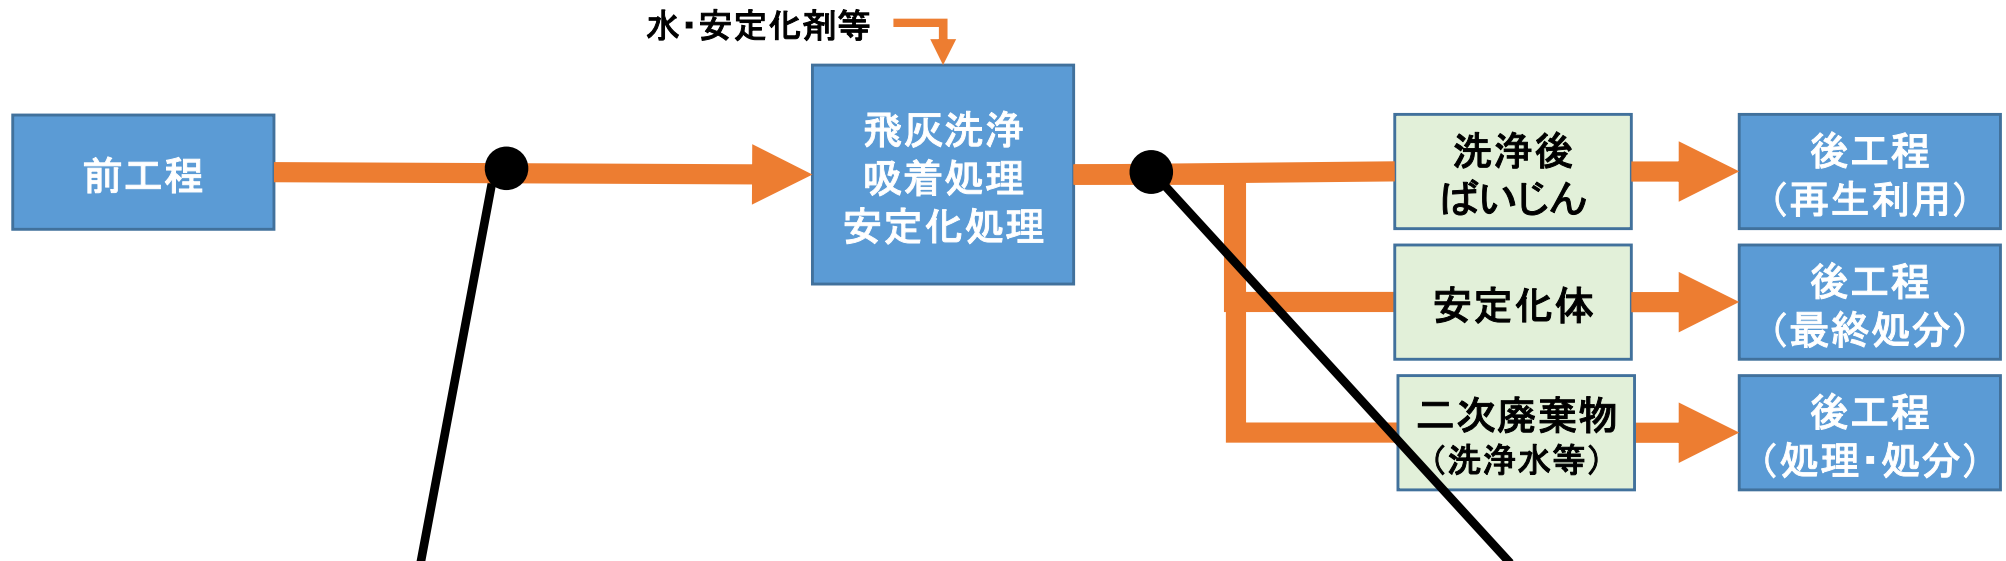 水・安定化剤等
前工程
飛灰洗浄
吸着処理
安定化処理
洗浄後
ばいじん
後工程
（再生利用）
安定化体
後工程
（最終処分）
二次廃棄物
（洗浄水等）
後工程
（処理・処分）